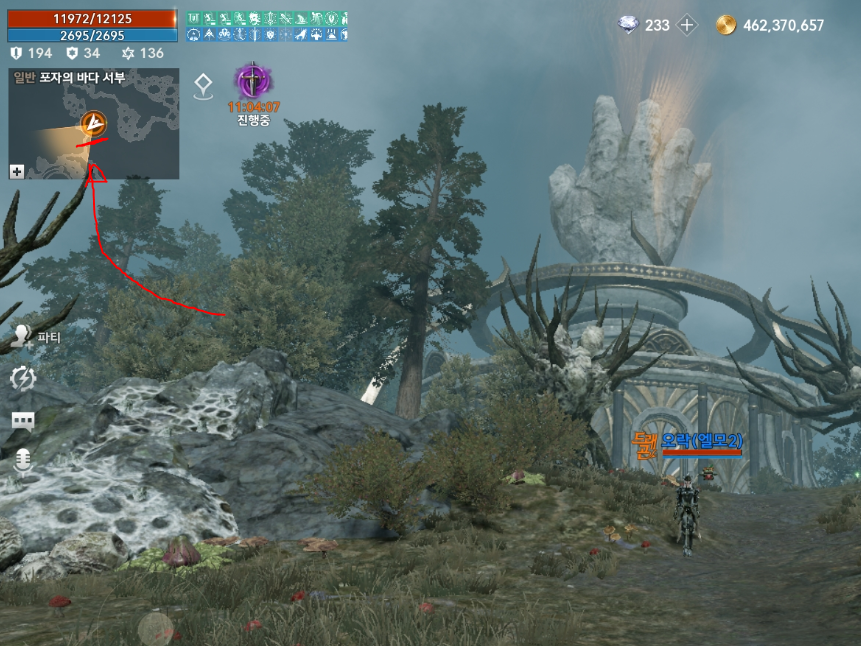 11972/12125
2695/2695
194 34 136
233 462,370,657
일반 포자의 바다 서부
11:04:07
진행중
파티
오락(엘모2)